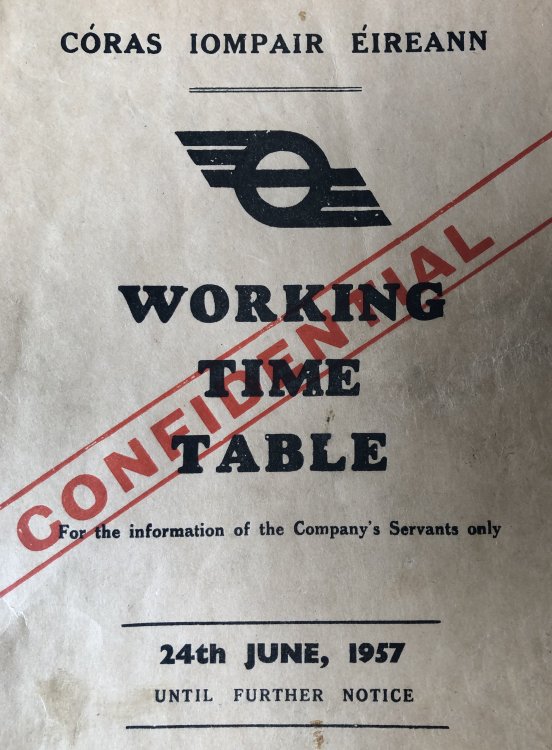 CÓRAS IOMPAIR ÉIREANN
WORKING
TIME
TABLE
CONFIDENTIAL
For the information of the Company's Servants only
24th JUNE, 1957
UNTIL FURTHER NOTICE